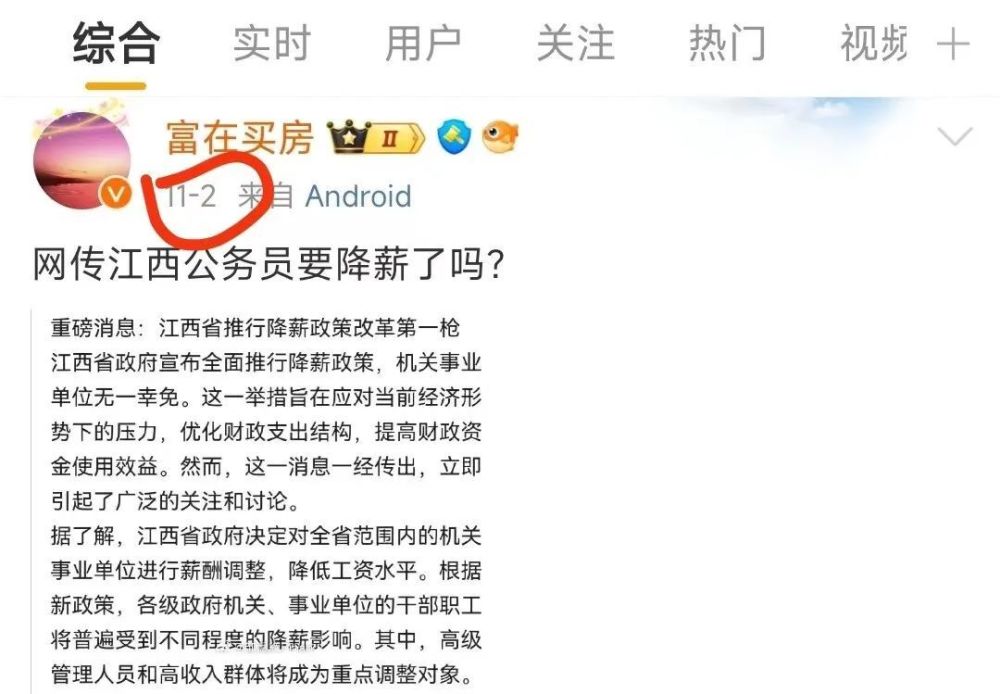 综合 实时 用户 关注 热门 视频
富在买房 II
11-2 来自 Android
网传江西公务员要降薪了吗？
重磅消息：江西省推行降薪政策改革第一枪
江西省政府宣布全面推行降薪政策，机关事业
单位无一幸免。这一举措旨在应对当前经济形
势下的压力，优化财政支出结构，提高财政资
金使用效益。然而，这一消息一经传出，立即
引起了广泛的关注和讨论。
据了解，江西省政府决定对全省范围内的机关
事业单位进行薪酬调整，降低工资水平。根据
新政策，各级政府机关、事业单位的干部职工
将普遍受到不同程度的降薪影响。其中，高级
管理人员和高收入群体将成为重点调整对象。